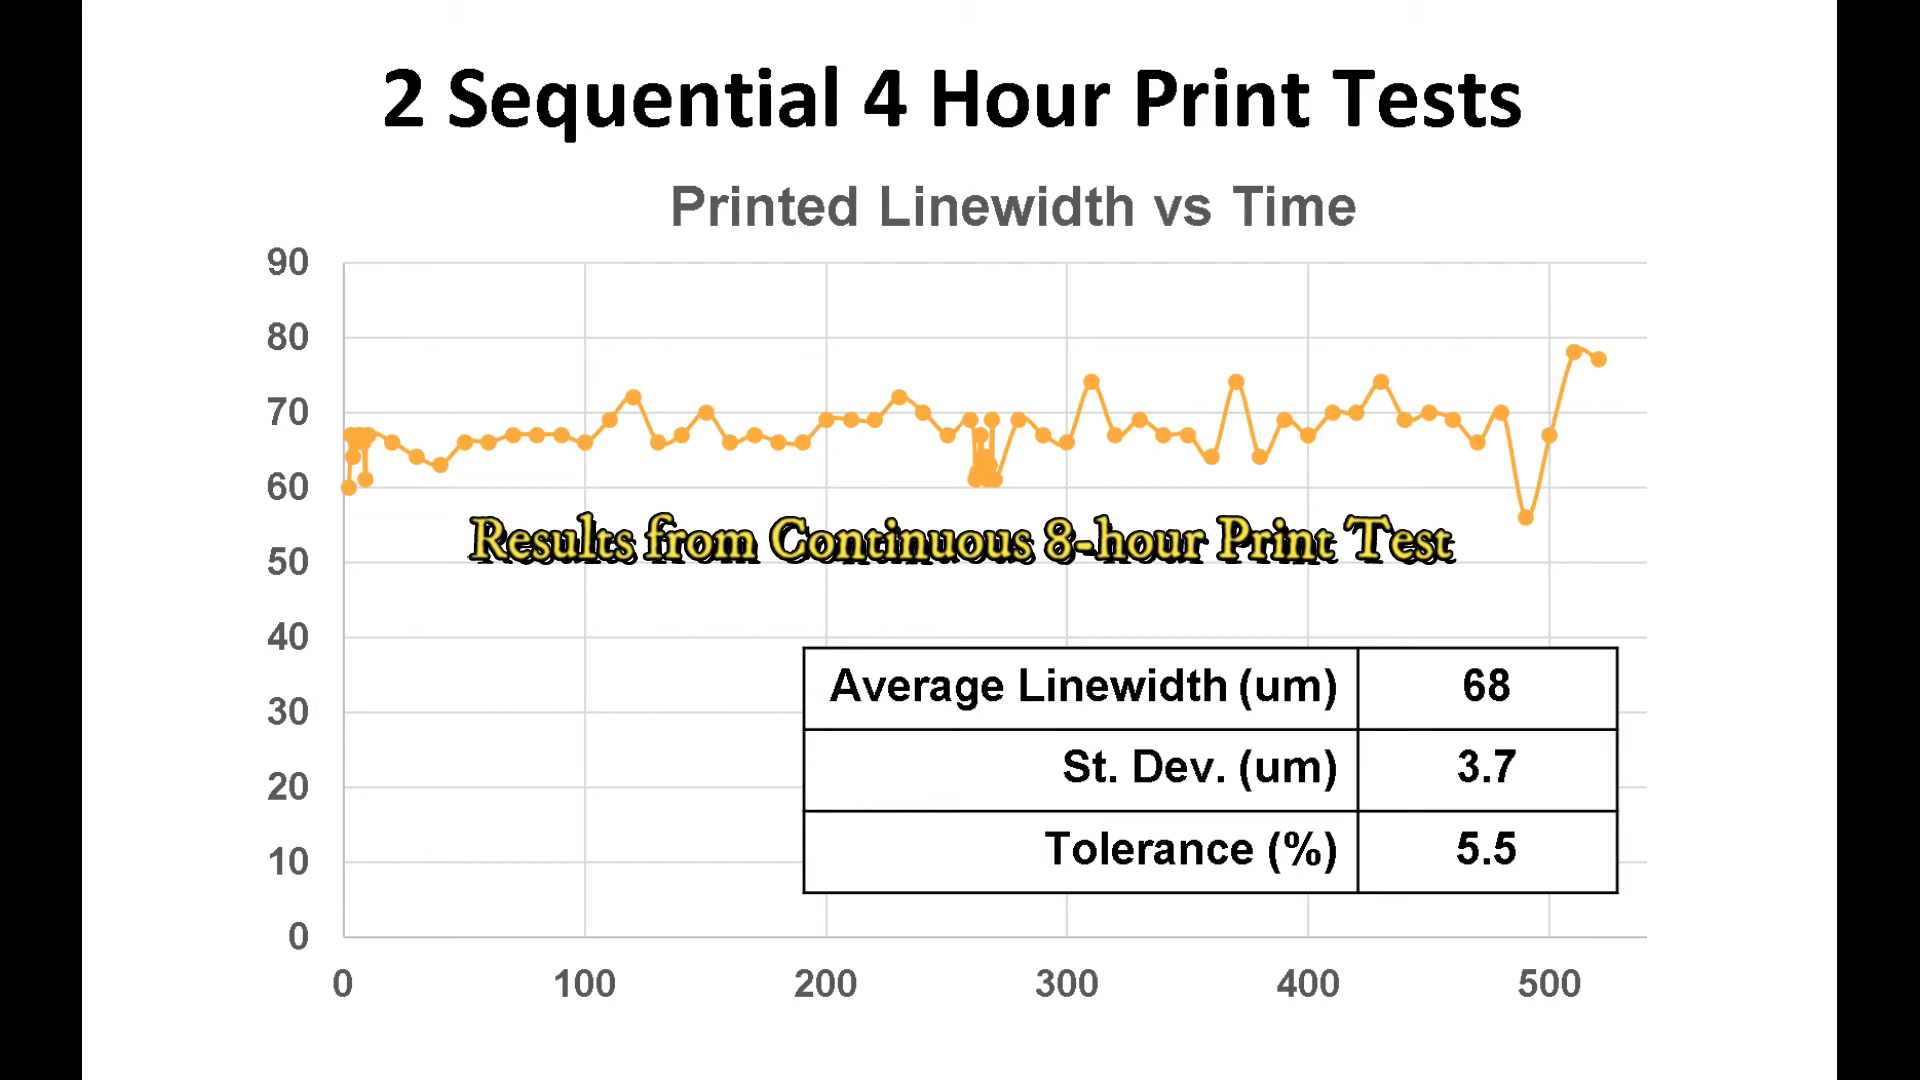 2 Sequential 4 Hour Print Tests
Printed Linewidth vs Time
90
80
70
60
Results from Continuous 8-hour Print Test
50
40
Average Linewidth (um) 68
30
St. Dev. (um) 3.7
20
Tolerance (%) 5.5
10
0
0 100 200 300 400 500